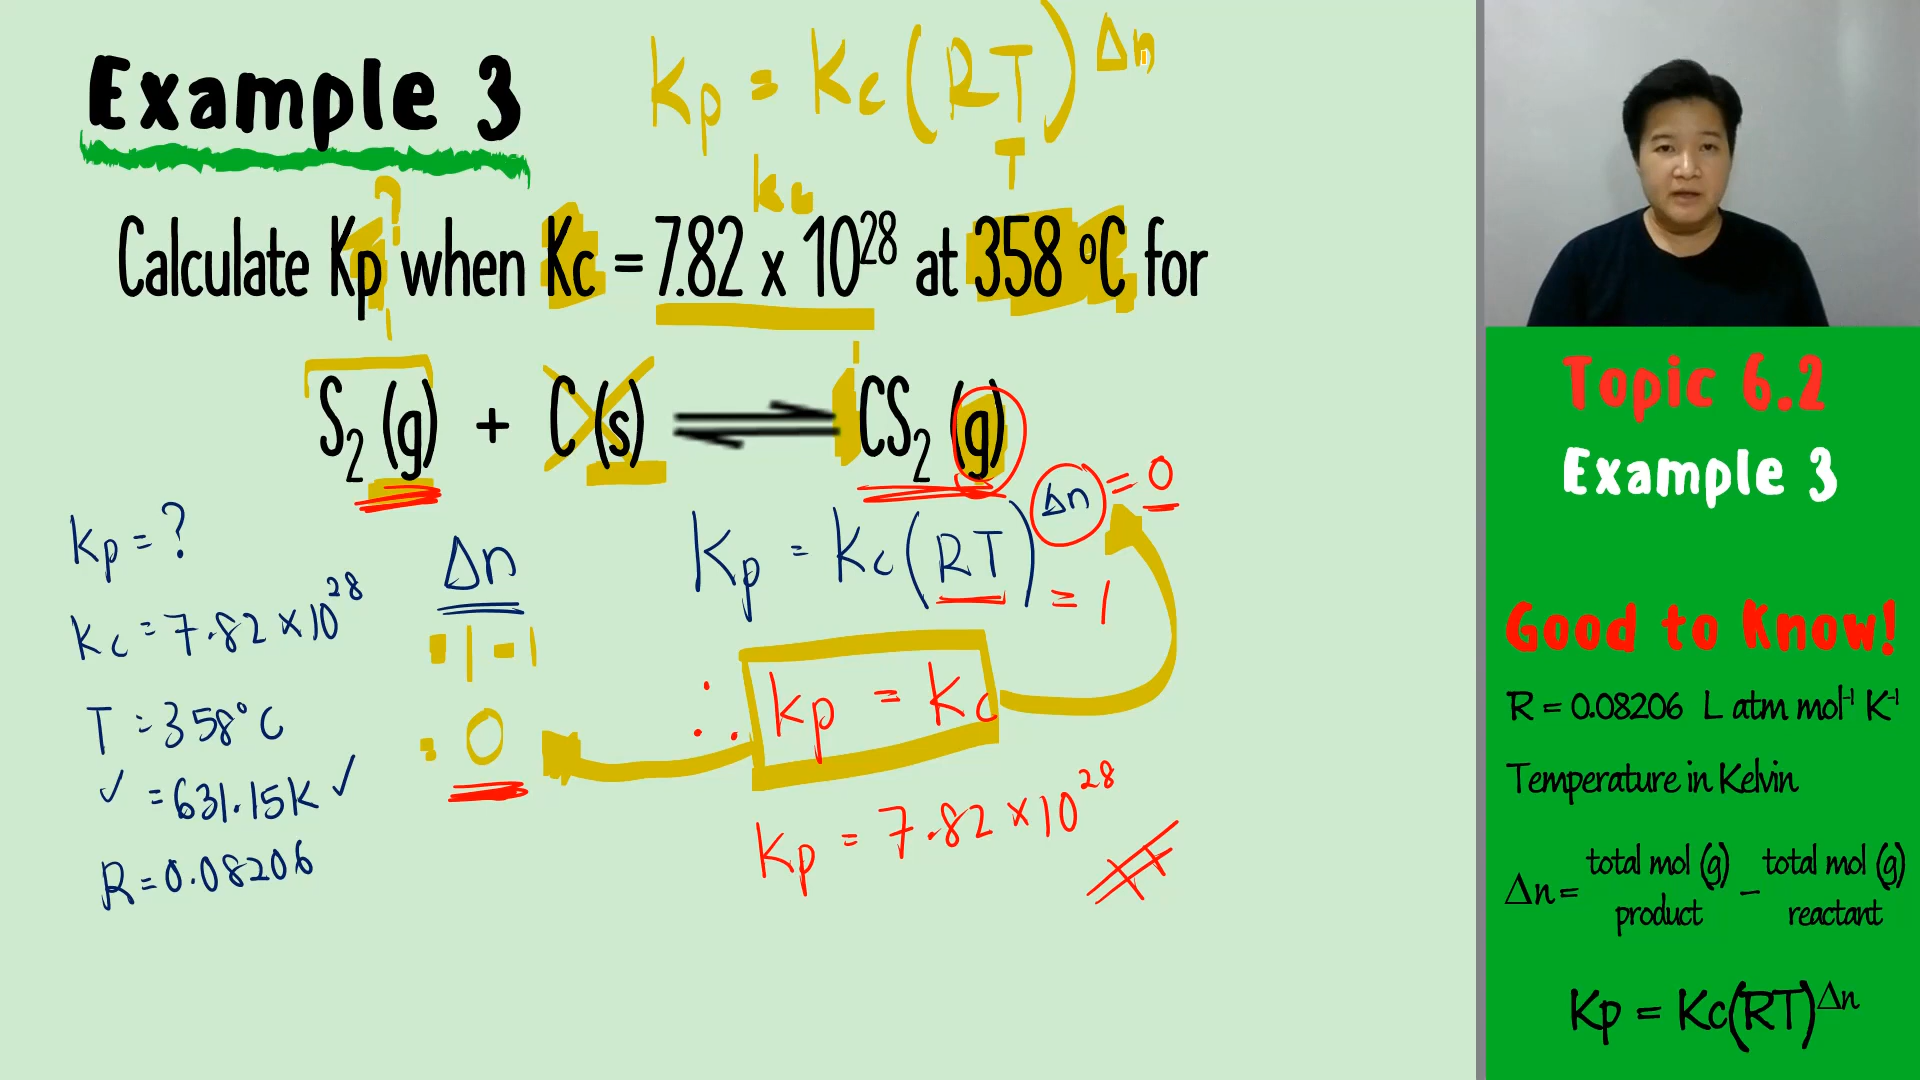 Example 3
Kp = Kc (RT)^Δn
Kc T
?
Calculate Kp when Kc = 7.82 x 10²⁸ at 358 ⁰C for
1 1
S₂ (g) + C (s) ⇌ CS₂ (g)
Kp = ?
Kc = 7.82 × 10²⁸
T = 358°C
✓ = 631.15K ✓
R = 0.08206
Δn
= 1 - 1
= 0
Kp = Kc (RT)^Δn = 0
= 1
∴ Kp = Kc
Kp = 7.82 × 10²⁸
Topic 6.2
Example 3
Good to Know!
R = 0.08206 L atm mol⁻¹ K⁻¹
Temperature in Kelvin
Δn = total mol (g) product – total mol (g) reactant
Kp = Kc(RT)^Δn